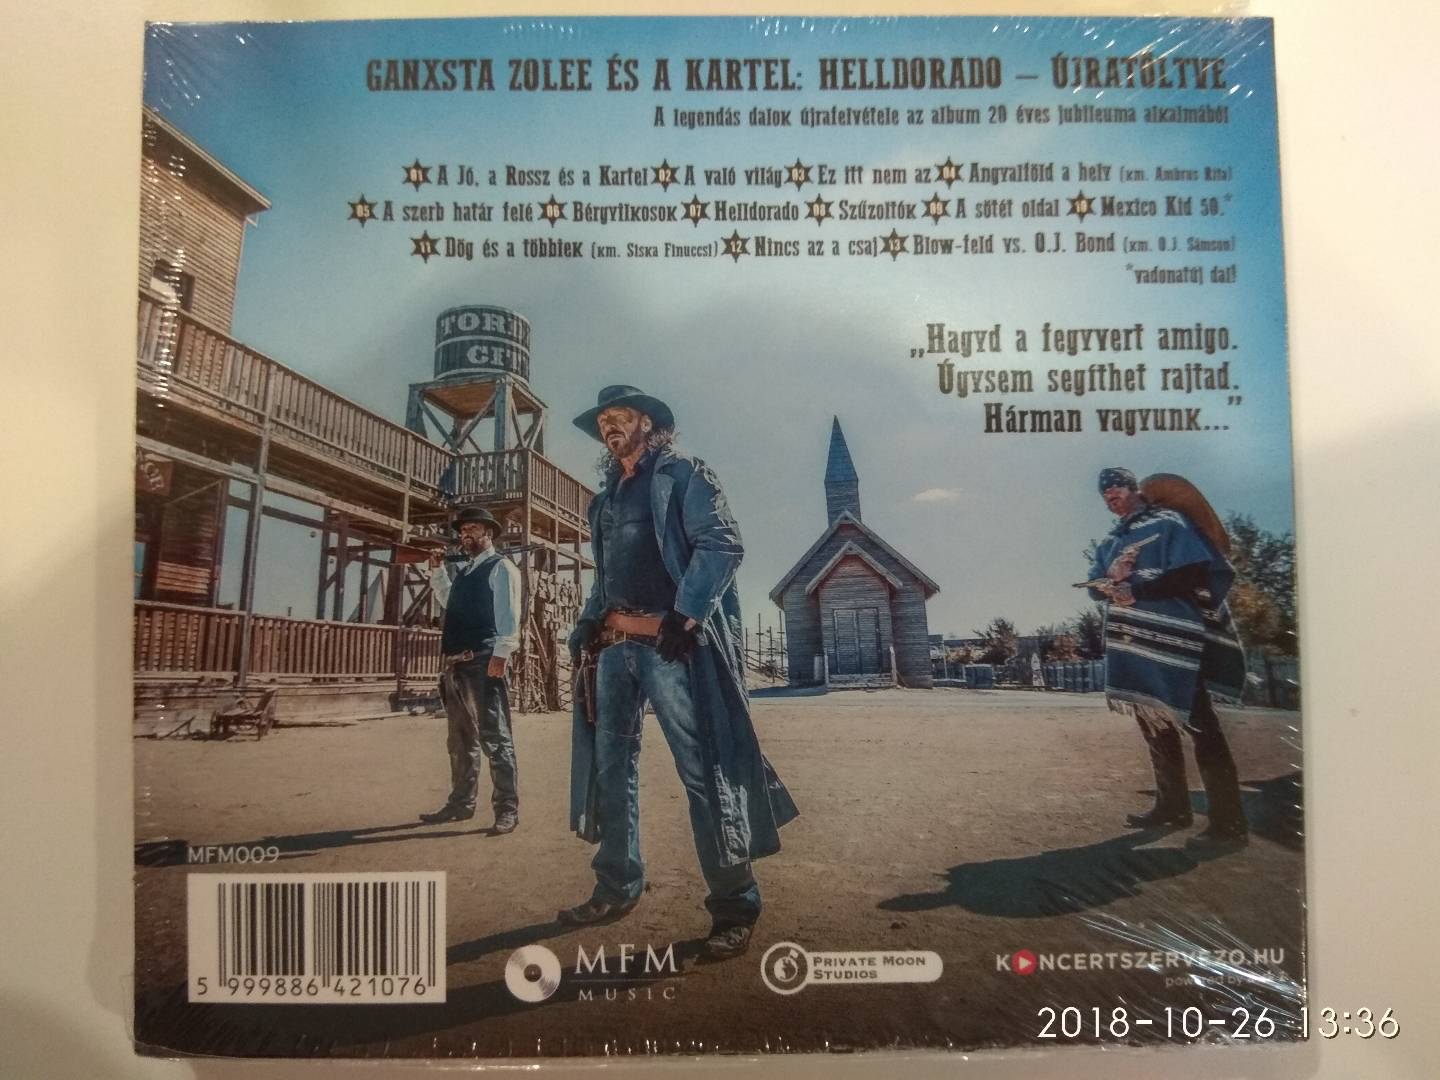 GANXSTA ZOLEE ÉS A KARTEL: HELLDORADO – ÚJRATÖLTVE
A legendás dalok újrafelvétele az album 20 éves jubileuma alkalmából
01 A Jó, a Rossz és a Kartel 02 A való világ 03 Ez itt nem az 04 Angyalföld a hely (km. Ambrus Rita)
05 A szerb határ felé 06 Bérgyilkosok 07 Helldorado 08 Szűzoltók 09 A sötét oldal 10 Mexico Kid 50.*
11 Dög és a többiek (km. Siska Finuccsi) 12 Nincs az a csaj 13 Blow-feld vs. O.J. Bond (km. O.J. Sámson)
*vadonatúj dal!
„Hagyd a fegyvert amigo.
Úgysem segíthet rajtad.
Hárman vagyunk...”
CITY
MFM009
5 999886 421076
MFM
MUSIC
PRIVATE MOON
STUDIOS
KONCERTSZERVEZO.HU
powered by
2018-10-26 13:36